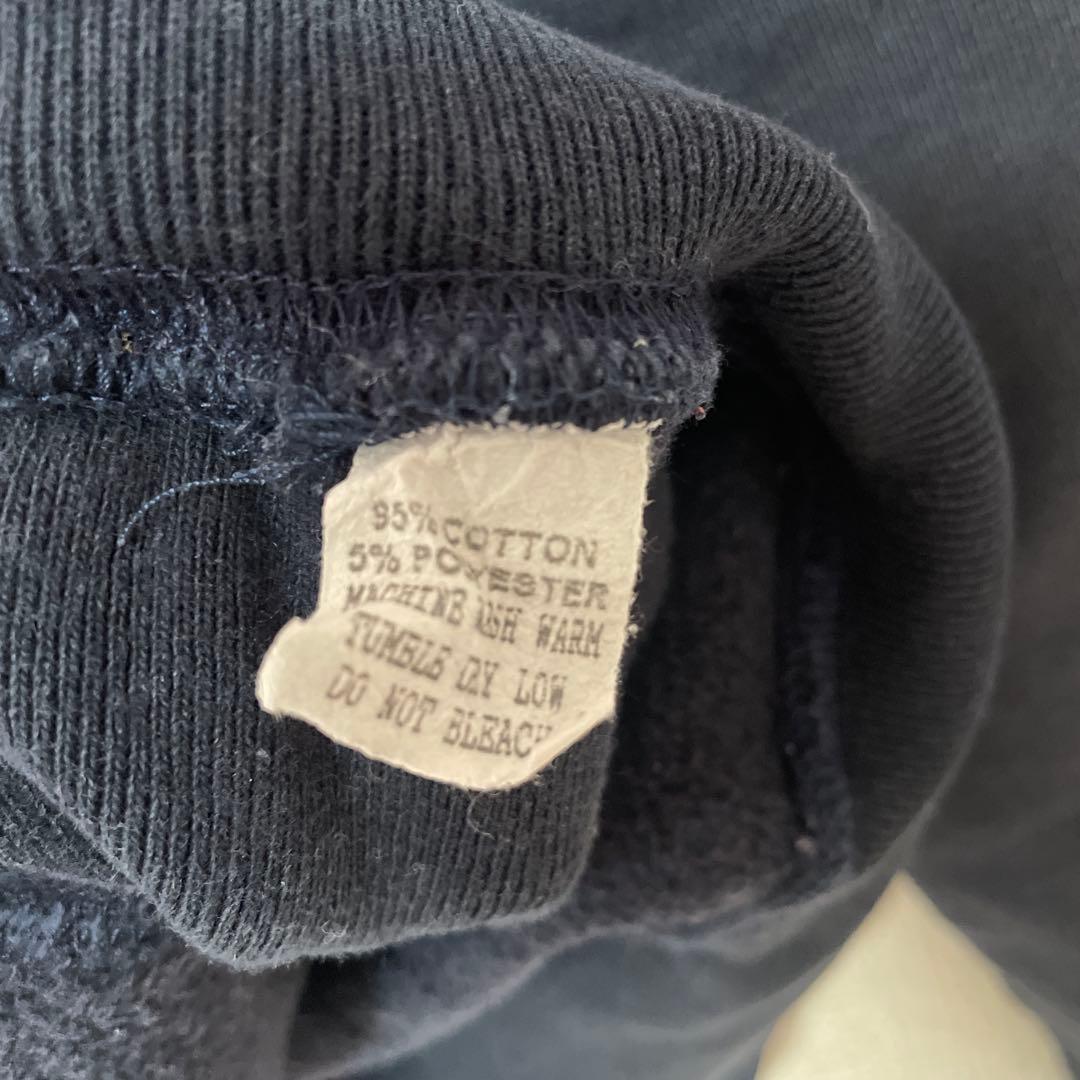 95% COTTON
5% POLYESTER
MACHINE WASH WARM
TUMBLE DRY LOW
DO NOT BLEACH